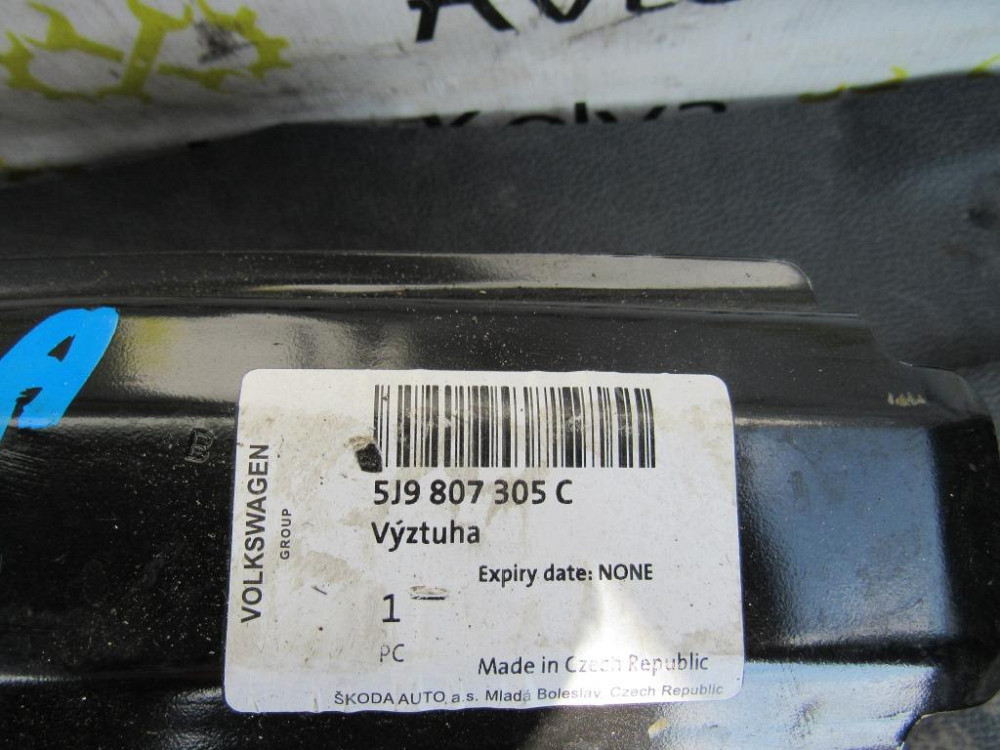 VOLKSWAGEN
GROUP
5J9 807 305 C
Výztuha
Expiry date: NONE
1
PC
Made in Czech Republic
ŠKODA AUTO, a.s. Mladá Boleslav, Czech Republic